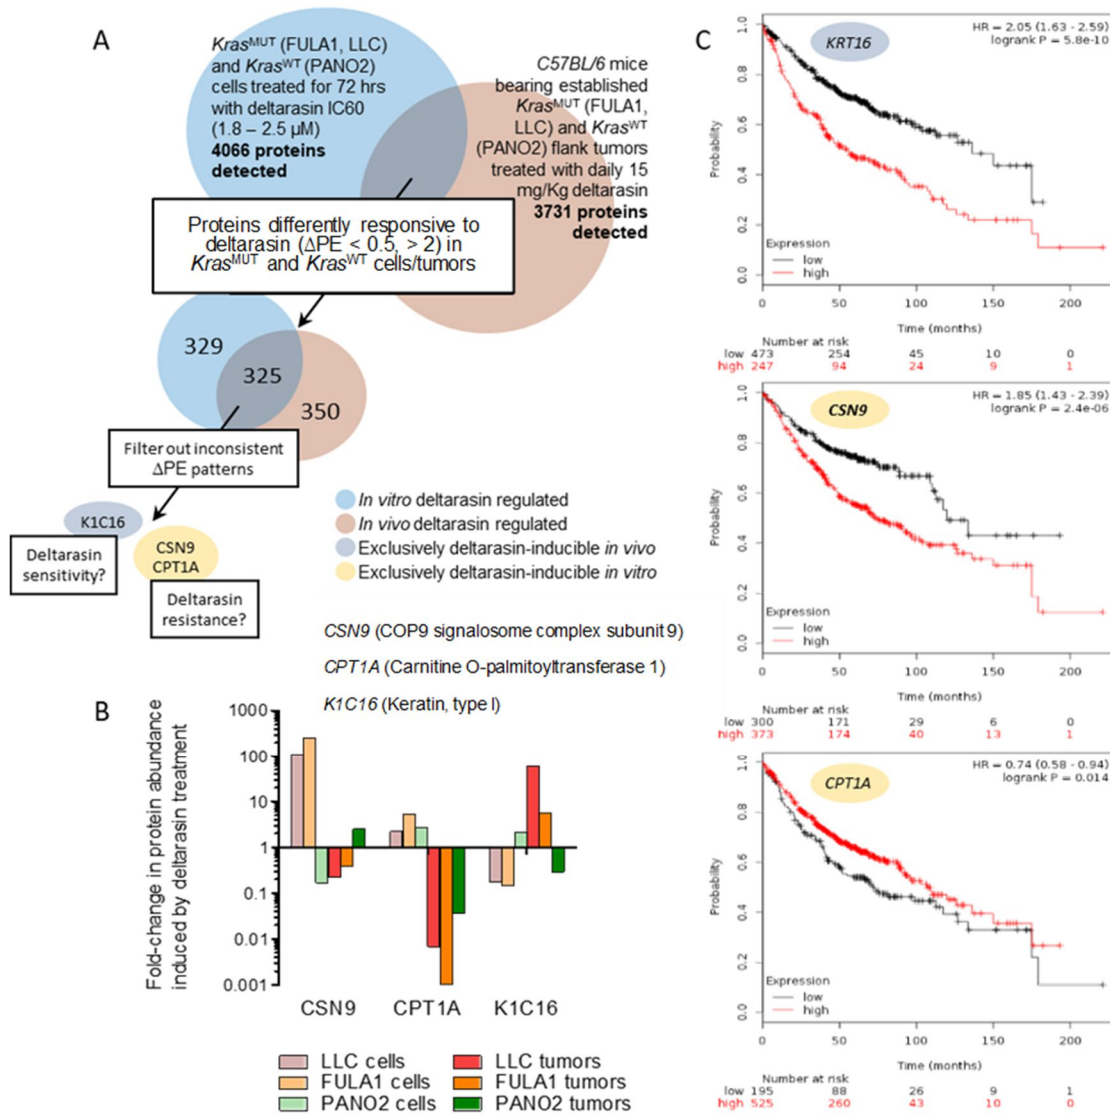 A
KrasMUT (FULA1, LLC)
and KrasWT (PANO2)
cells treated for 72 hrs
with deltarasin IC60
(1.8 – 2.5 µM)
4066 proteins
detected
C57BL/6 mice
bearing established
KrasMUT (FULA1,
LLC) and KrasWT
(PANO2) flank tumors
treated with daily 15
mg/Kg deltarasin
3731 proteins
detected
Proteins differently responsive to
deltarasin (ΔPE < 0.5, > 2) in
KrasMUT and KrasWT cells/tumors
329
325
350
Filter out inconsistent
ΔPE patterns
K1C16
Deltarasin
sensitivity?
CSN9
CPT1A
Deltarasin
resistance?
In vitro deltarasin regulated
In vivo deltarasin regulated
Exclusively deltarasin-inducible in vivo
Exclusively deltarasin-inducible in vitro
CSN9 (COP9 signalosome complex subunit 9)
CPT1A (Carnitine O-palmitoyltransferase 1)
K1C16 (Keratin, type I)
B
Fold-change in protein abundance
induced by deltarasin treatment
1000
100
10
1
0.1
0.01
0.001
CSN9 CPT1A K1C16
LLC cells LLC tumors
FULA1 cells FULA1 tumors
PANO2 cells PANO2 tumors
C
KRT16
HR = 2.05 (1.63 - 2.59)
logrank P = 5.8e-10
Probability
1.0
0.8
0.6
0.4
0.2
0.0
Expression
low
high
0 50 100 150 200
Time (months)
Number at risk
low 473 254 45 10 0
high 247 94 24 9 1
CSN9
HR = 1.85 (1.43 - 2.39)
logrank P = 2.4e-06
Probability
1.0
0.8
0.6
0.4
0.2
0.0
Expression
low
high
0 50 100 150 200
Time (months)
Number at risk
low 300 171 29 6 0
high 373 174 40 13 1
CPT1A
HR = 0.74 (0.58 - 0.94)
logrank P = 0.014
Probability
1.0
0.8
0.6
0.4
0.2
0.0
Expression
low
high
0 50 100 150 200
Time (months)
Number at risk
low 195 88 26 9 1
high 525 260 43 10 0